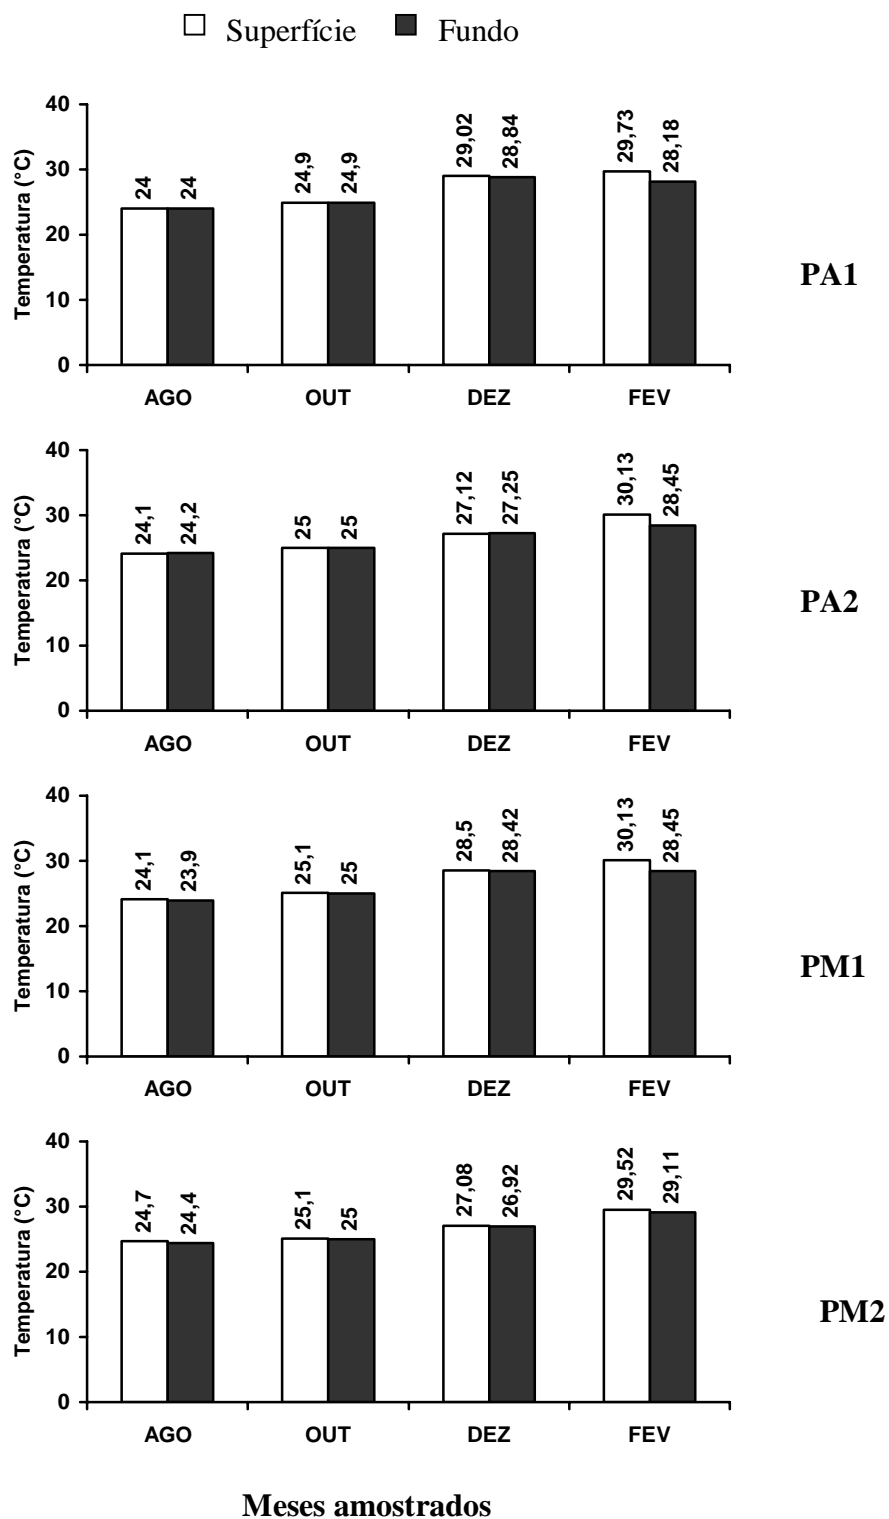 Superfície Fundo
40
30
20
10
0
Temperatura (°C)
24 24 24,9 24,9 29,02 28,84 29,73 28,18
AGO OUT DEZ FEV
PA1
40
30
20
10
0
Temperatura (°C)
24,1 24,2 25 25 27,12 27,25 30,13 28,45
AGO OUT DEZ FEV
PA2
40
30
20
10
0
Temperatura (°C)
24,1 23,9 25,1 25 28,5 28,42 30,13 28,45
AGO OUT DEZ FEV
PM1
40
30
20
10
0
Temperatura (°C)
24,7 24,4 25,1 25 27,08 26,92 29,52 29,11
AGO OUT DEZ FEV
PM2
Meses amostrados